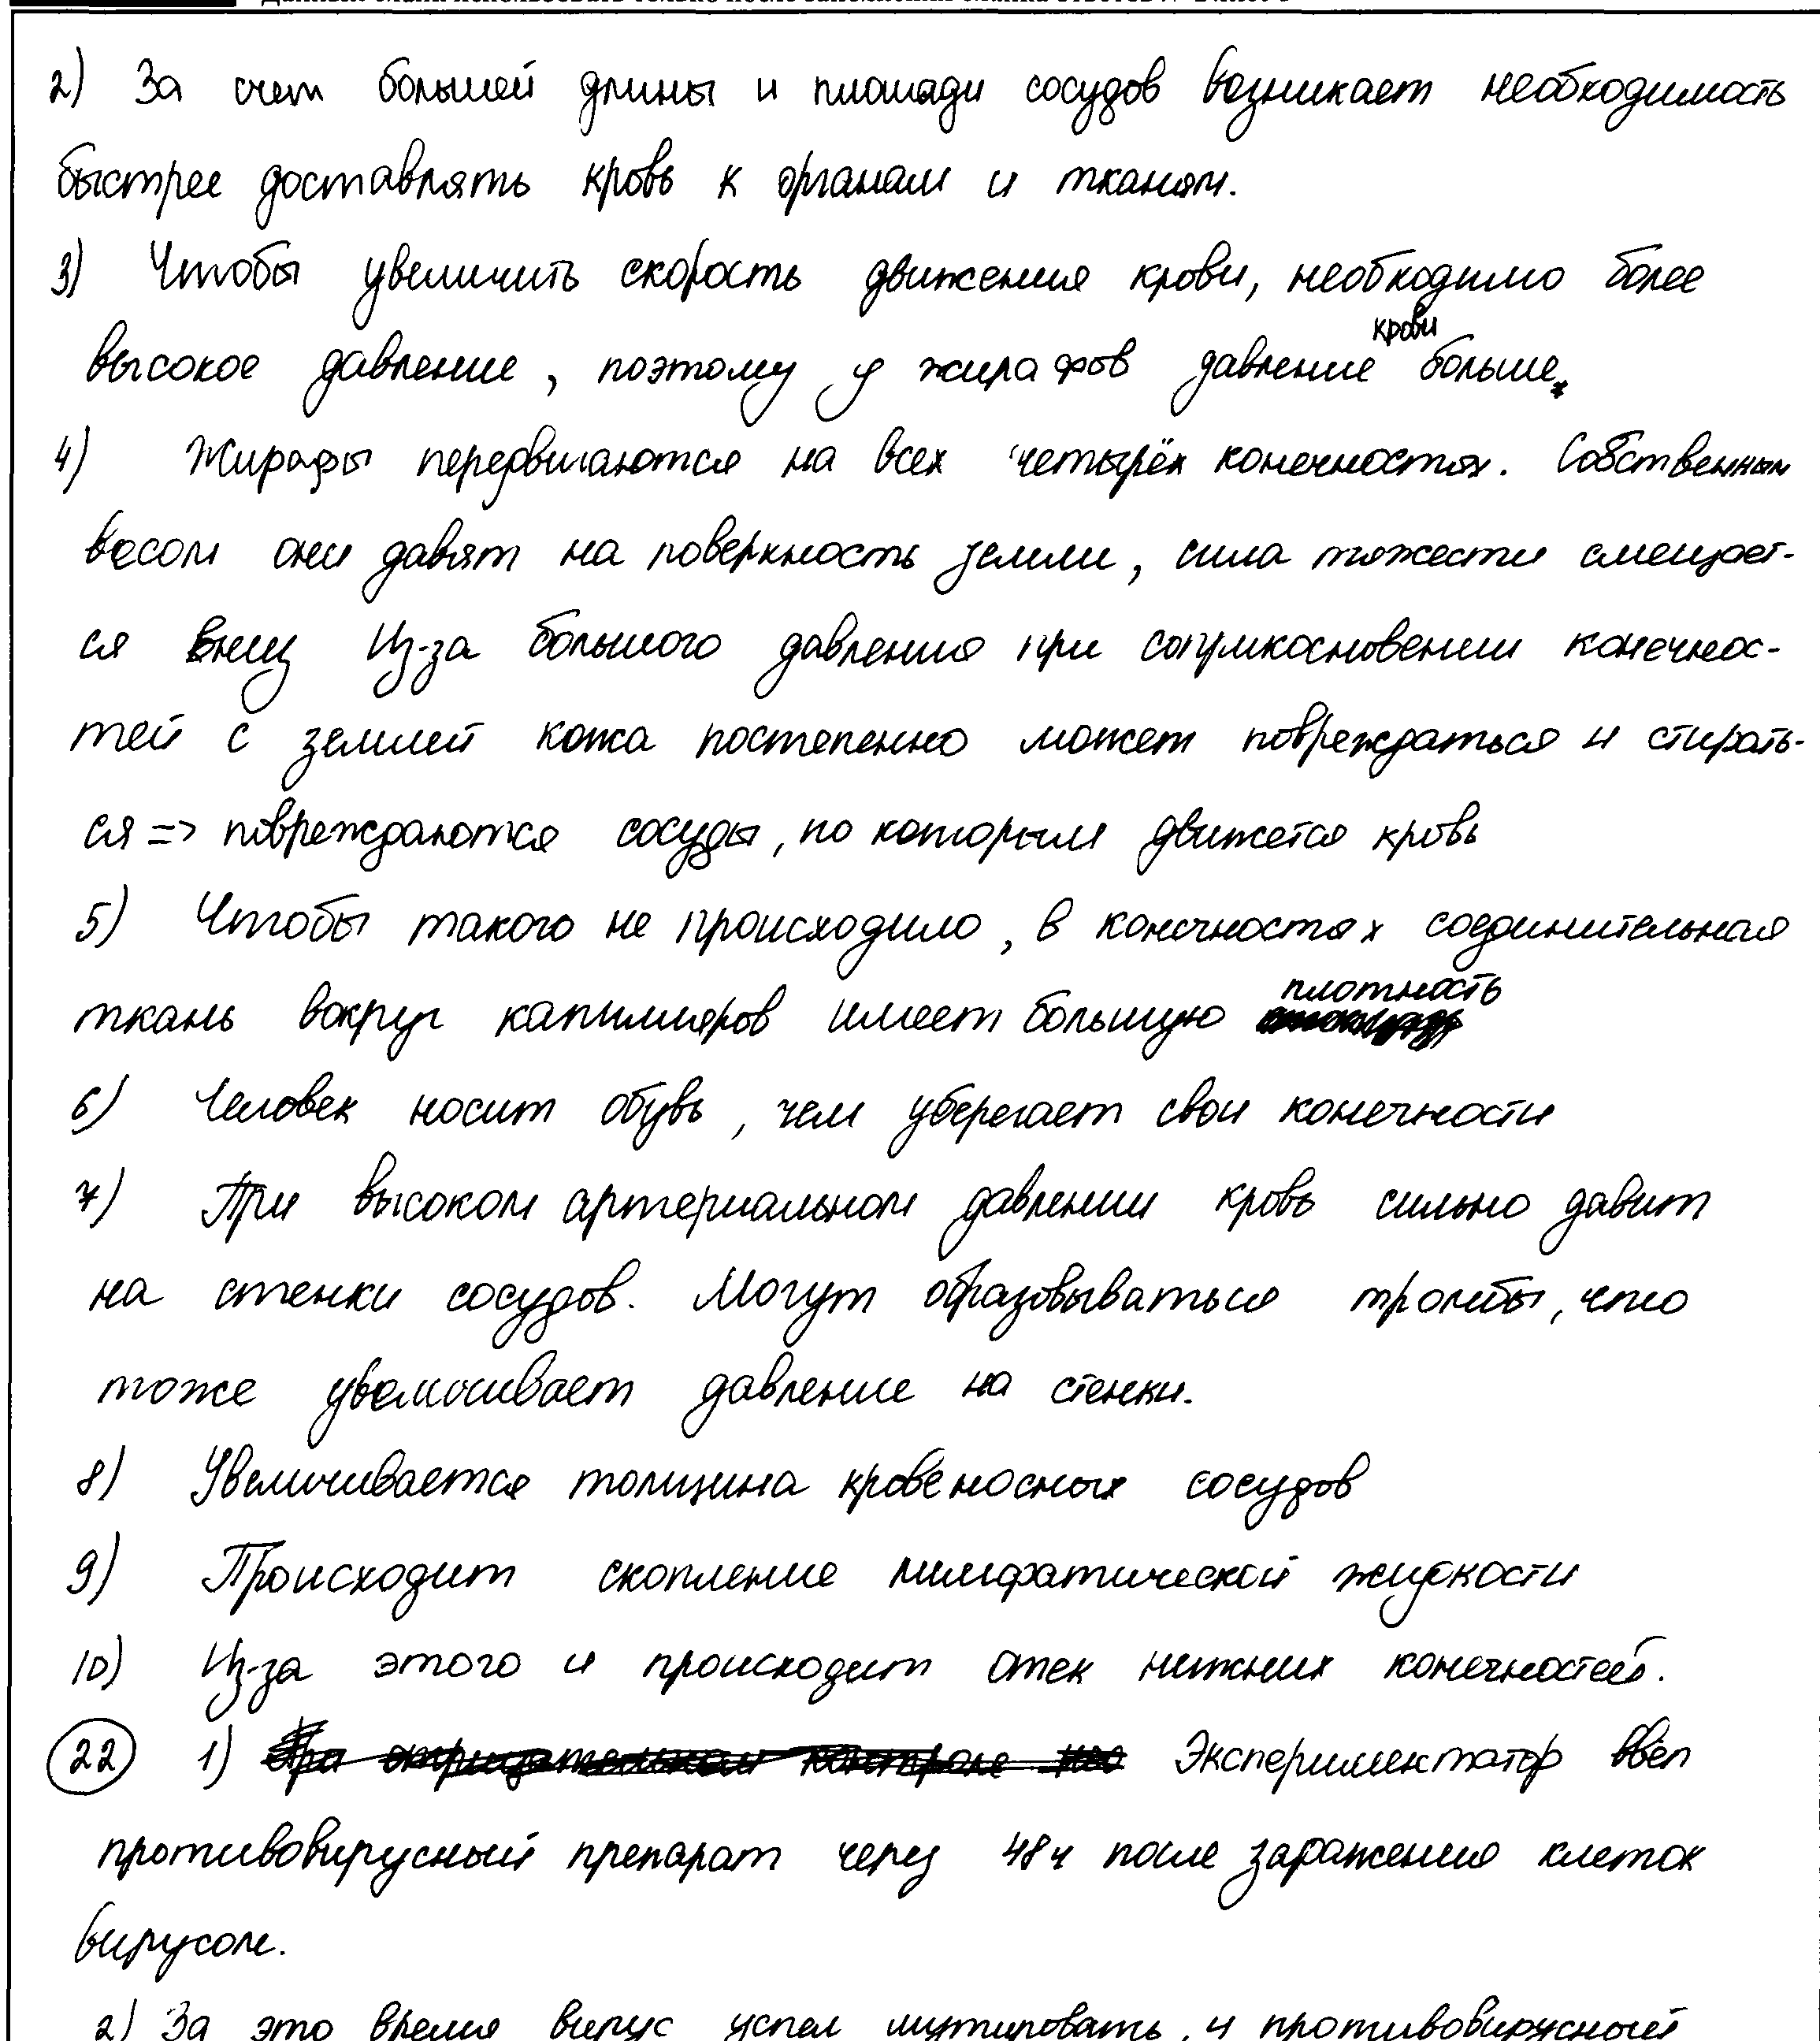 2) За счет большей длины и площади сосудов возникает необходимость
быстрее доставлять кровь к органам и тканям.
3) Чтобы увеличить скорость движения крови, необходимо более
высокое давление, поэтому у жирафов давление крови больше.
4) Жирафы передвигаются на всех четырёх конечностях. Собственным
весом они давят на поверхность земли, сила тяжести смещает-
ся вниз Из-за большого давления при соприкосновении конечнос-
тей с землей кожа постепенно может повреждаться и стирать-
ся => повреждаются сосуды, по которым движется кровь
5) Чтобы такого не происходило, в конечностях соединительная
ткань вокруг капилляров имеет большую плотность
6) Человек носит обувь, чем уберегает свои конечности
7) При высоком артериальном давлении кровь сильно давит
на стенки сосудов. Могут образовываться тромбы, что
тоже увеличивает давление на стенки.
8) Увеличивается толщина кровеносных сосудов
9) Происходит скопление лимфатической жидкости
10) Из-за этого и происходит отек нижних конечностей.
22 1) Экспериментатор ввёл
противовирусный препарат через 48ч после заражения клеток
вирусом.
2) За это время вирус успел мутировать, и противовирусный